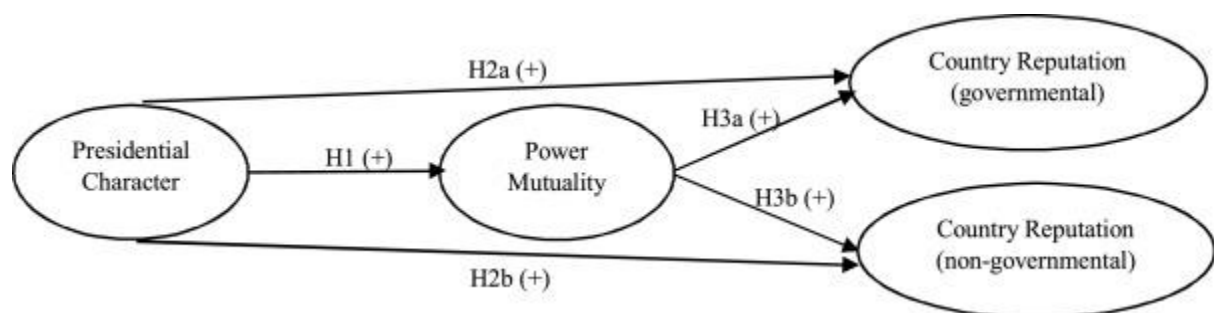 H2a (+)
Country Reputation
(governmental)
Presidential
Character
H1 (+)
Power
Mutuality
H3a (+)
H3b (+)
Country Reputation
(non-governmental)
H2b (+)